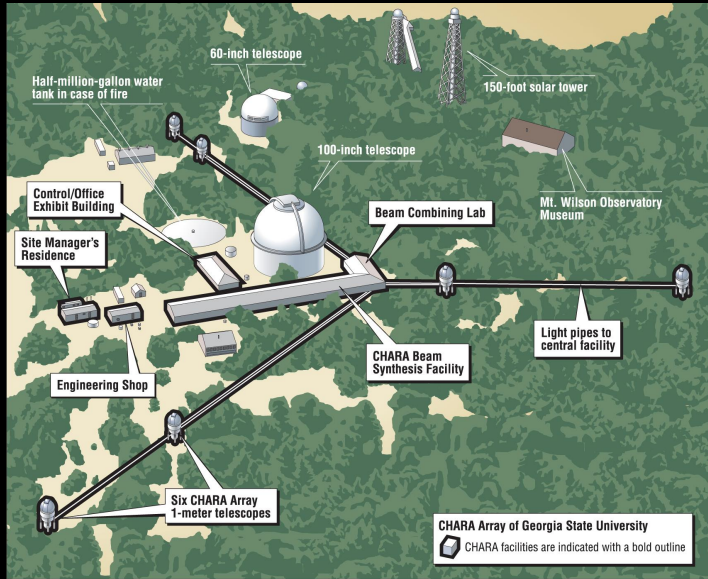 60-inch telescope
Half-million-gallon water
tank in case of fire
150-foot solar tower
100-inch telescope
Control/Office
Exhibit Building
Beam Combining Lab
Mt. Wilson Observatory
Museum
Site Manager's
Residence
Light pipes to
central facility
CHARA Beam
Synthesis Facility
Engineering Shop
Six CHARA Array
1-meter telescopes
CHARA Array of Georgia State University
CHARA facilities are indicated with a bold outline